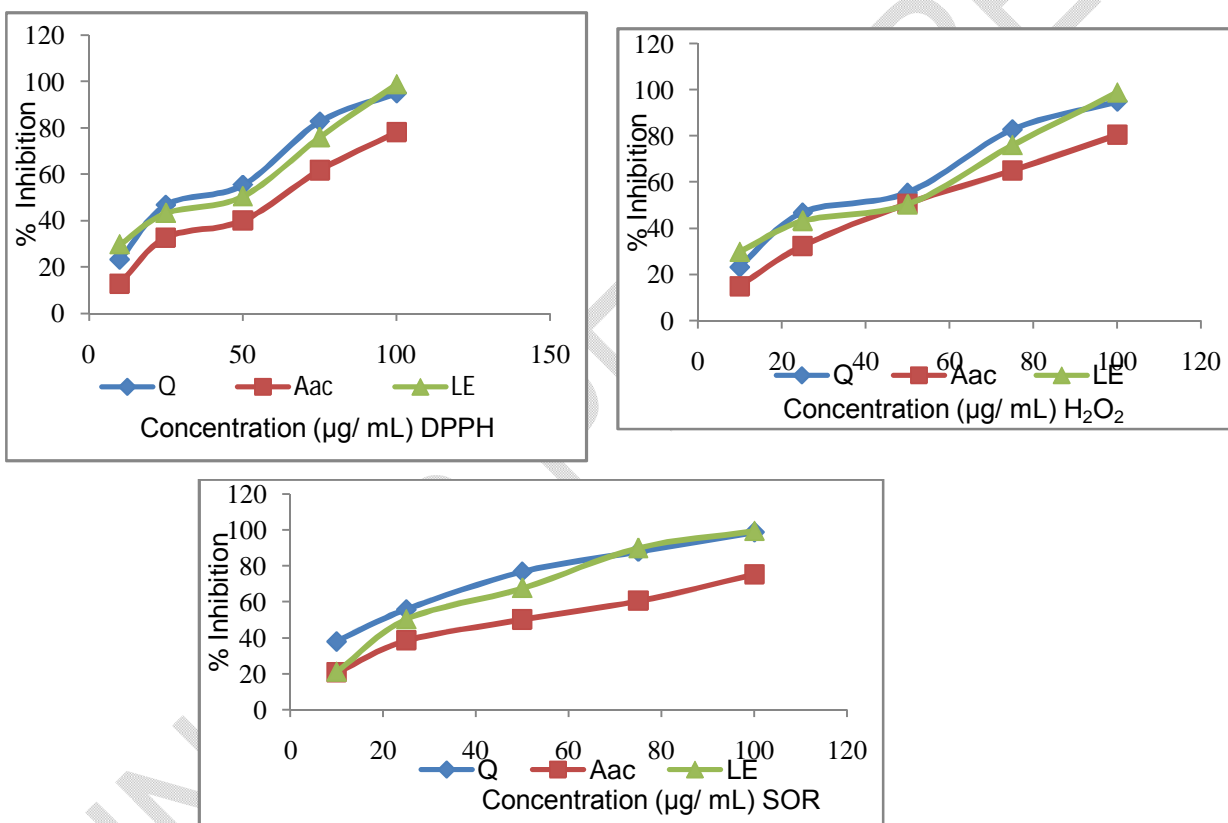 120
100
80
60
40
20
0
% Inhibition
0 50 100 150
Q Aac LE
Concentration (µg/ mL) DPPH
120
100
80
60
40
20
0
% Inhibition
0 20 40 60 80 100 120
Q Aac LE
Concentration (µg/ mL) H₂O₂
120
100
80
60
40
20
0
% Inhibition
0 20 40 60 80 100 120
Q Aac LE
Concentration (µg/ mL) SOR